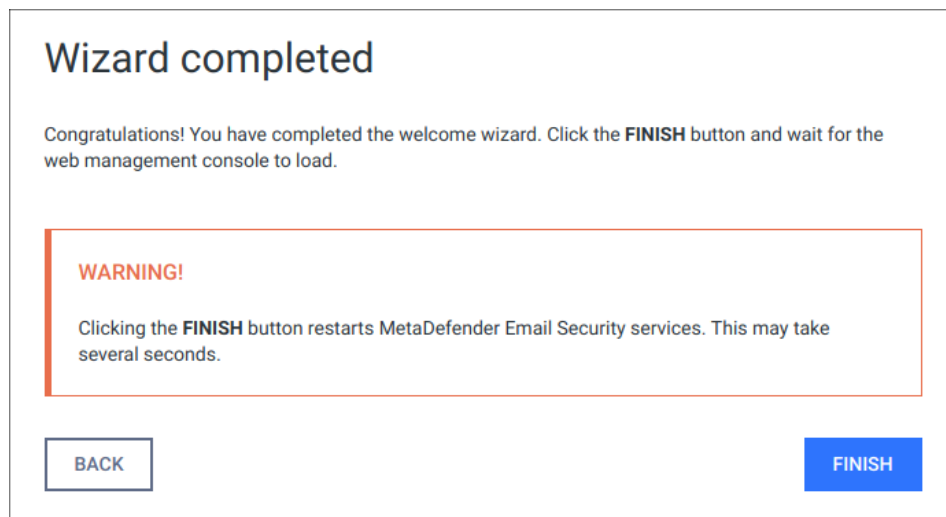 Wizard completed
Congratulations! You have completed the welcome wizard. Click the FINISH button and wait for the
web management console to load.
WARNING!
Clicking the FINISH button restarts MetaDefender Email Security services. This may take
several seconds.
BACK
FINISH